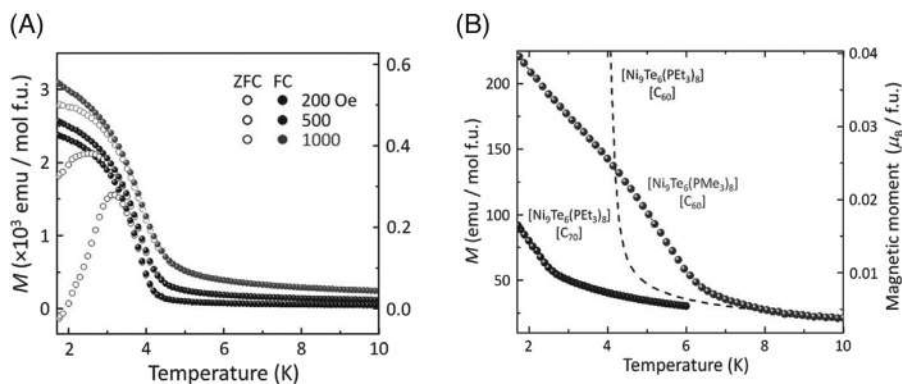 (A)
M (×10³ emu / mol f.u.)
3
2
1
0
2 4 6 8 10
Temperature (K)
0.6
0.4
0.2
0.0
ZFC FC
200 Oe
500
1000
(B)
M (emu / mol f.u.)
200
150
100
50
2 4 6 8 10
Temperature (K)
0.04
0.03
0.02
0.01
Magnetic moment (μB / f.u.)
[Ni₉Te₆(PEt₃)₈]
[C₆₀]
[Ni₉Te₆(PMe₃)₈]
[C₆₀]
[Ni₉Te₆(PEt₃)₈]
[C₇₀]